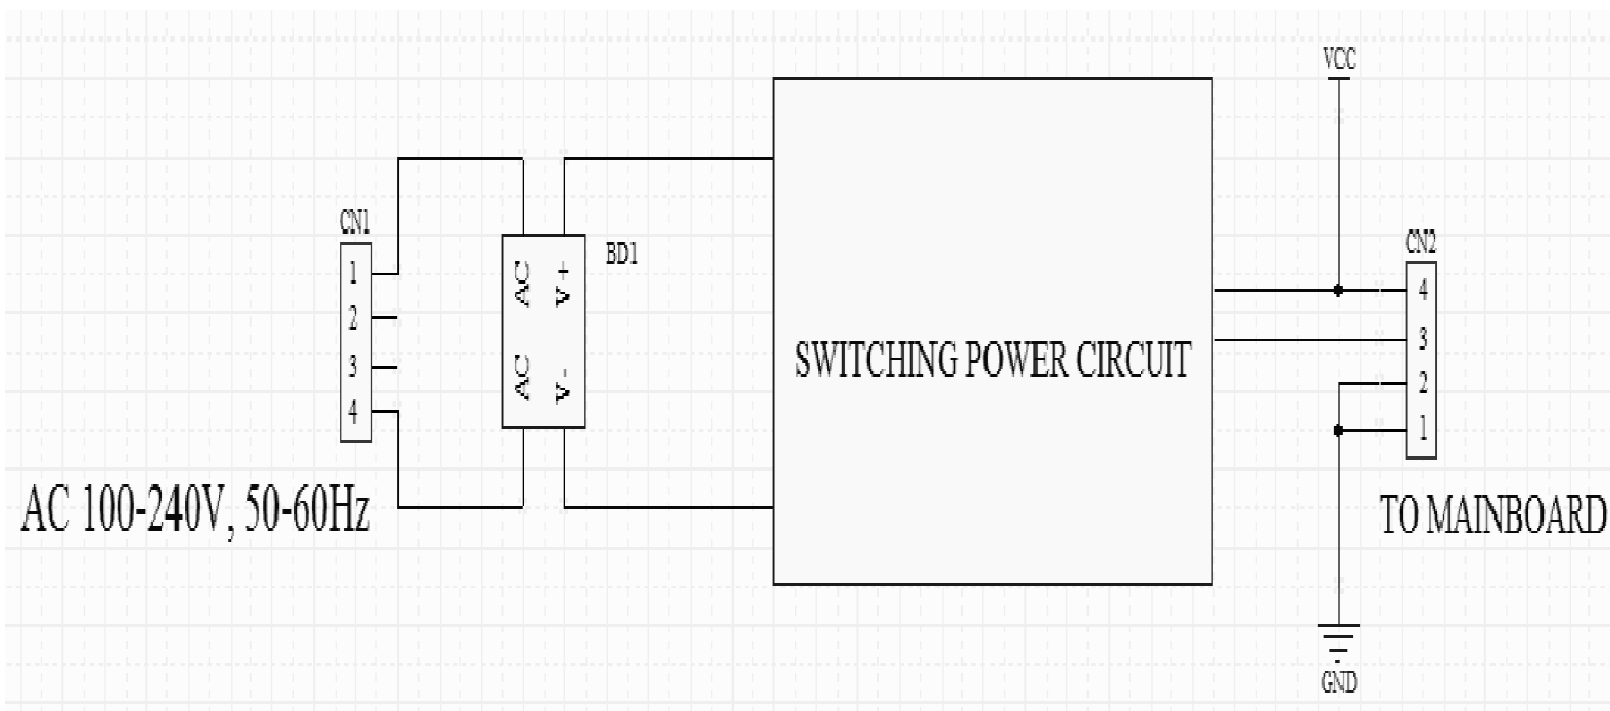 VCC
CN1
1
2
3
4
AC
V+
AC
V-
BD1
SWITCHING POWER CIRCUIT
CN2
4
3
2
1
AC 100-240V, 50-60Hz
TO MAINBOARD
GND